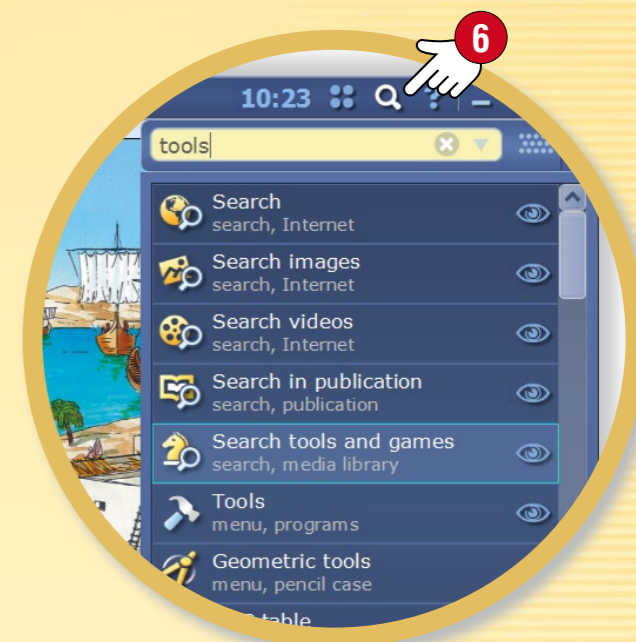 6
10:23 ?
tools
Search
search, Internet
Search images
search, Internet
Search videos
search, Internet
Search in publication
search, publication
Search tools and games
search, media library
Tools
menu, programs
Geometric tools
menu, pencil case
table